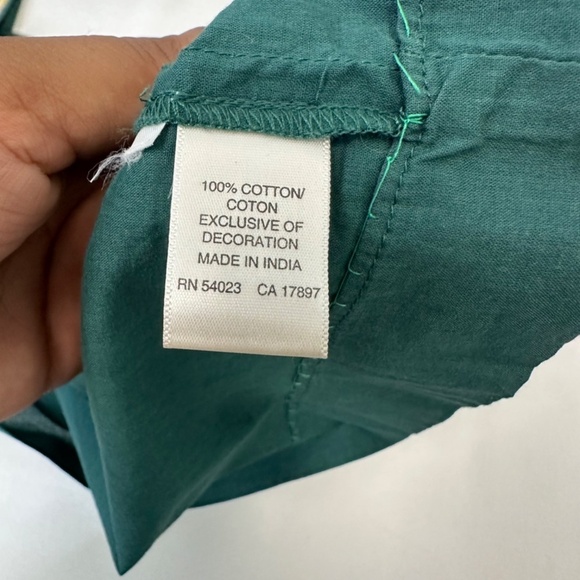 100% COTTON/
COTON
EXCLUSIVE OF
DECORATION
MADE IN INDIA
RN 54023 CA 17897